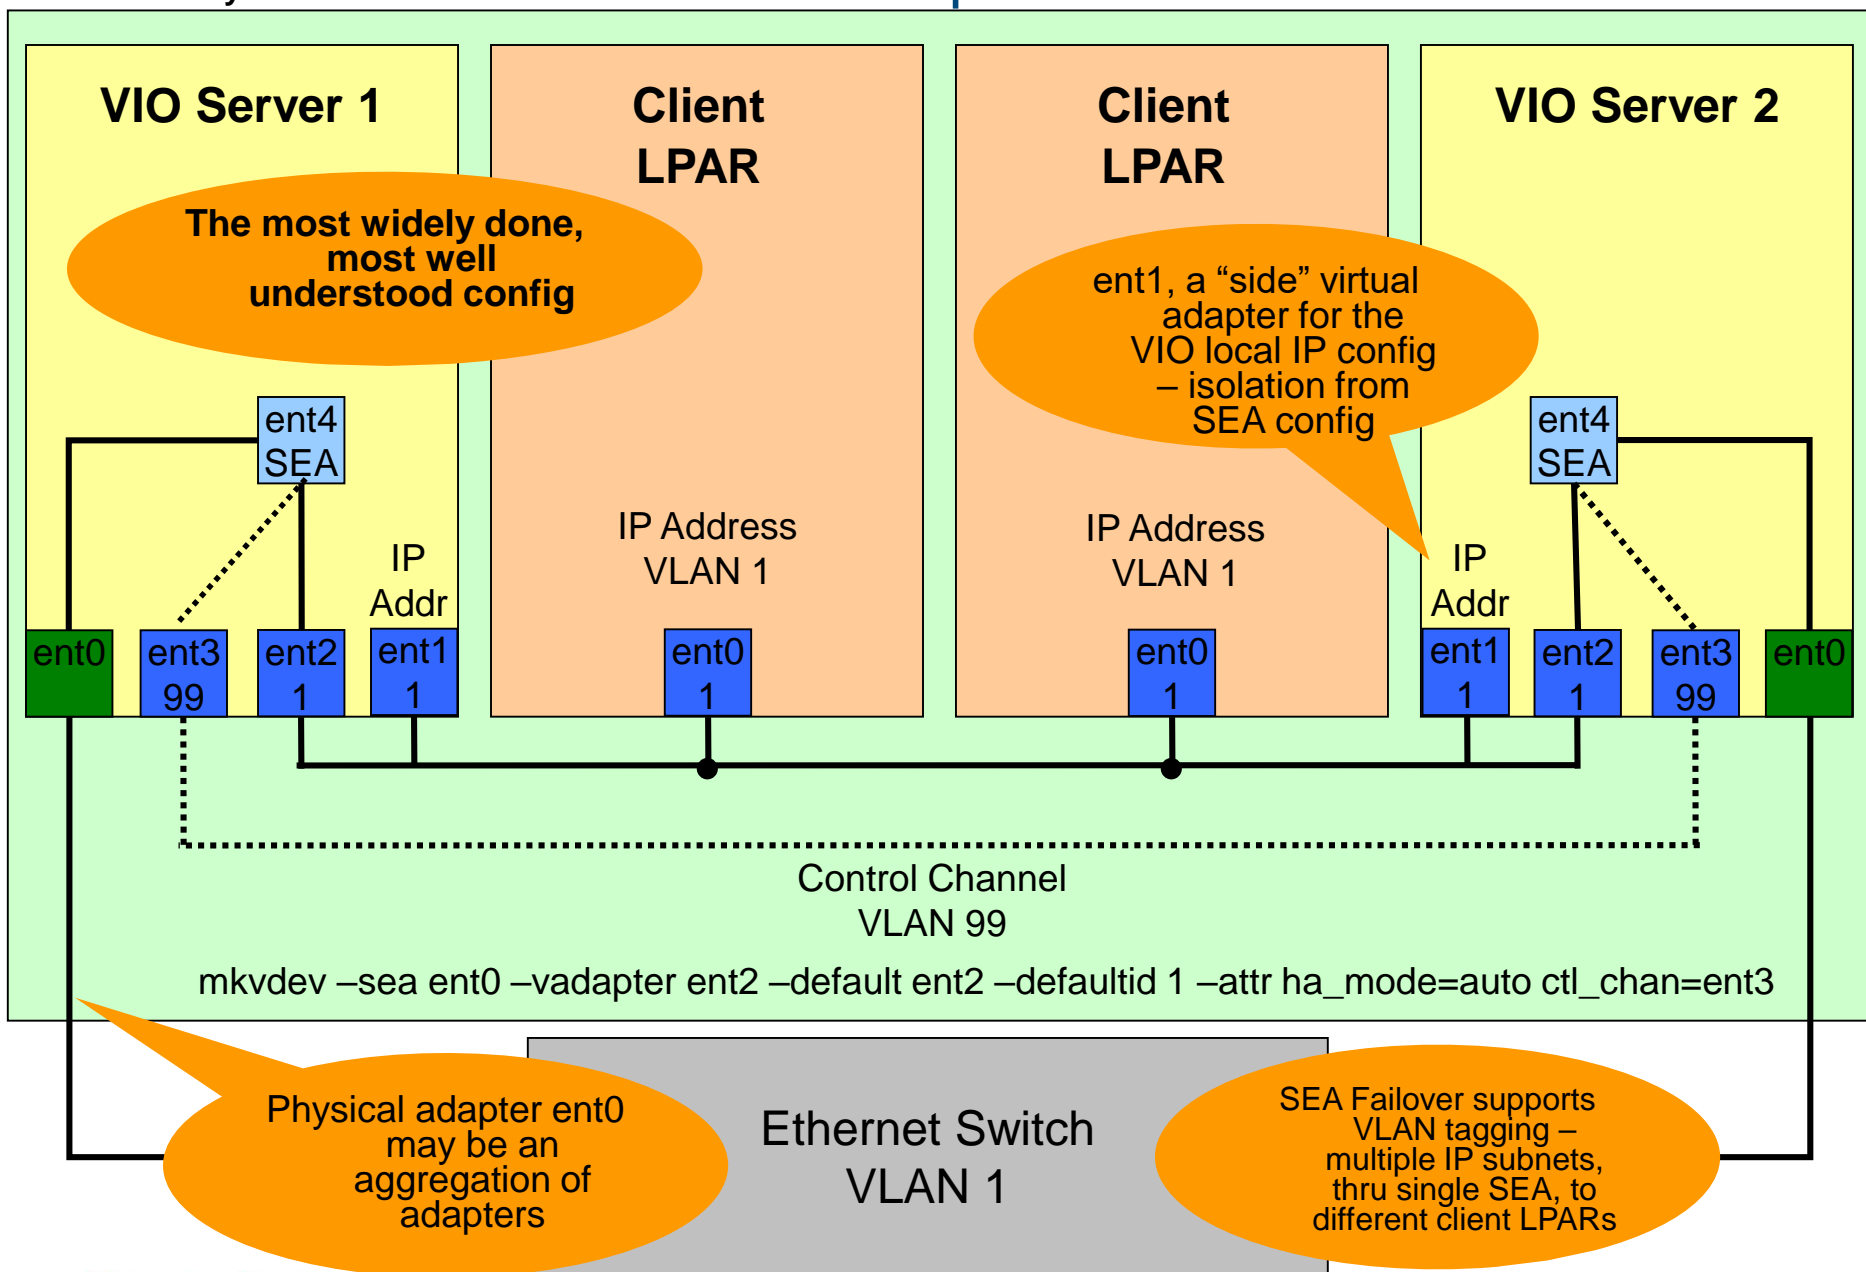 VIO Server 1
Client
LPAR
Client
LPAR
VIO Server 2
The most widely done,
most well
understood config
ent1, a “side” virtual
adapter for the
VIO local IP config
– isolation from
SEA config
ent4
SEA
ent4
SEA
IP Address
VLAN 1
IP Address
VLAN 1
IP
Addr
IP
Addr
ent0
ent3
99
ent2
1
ent1
1
ent0
1
ent0
1
ent1
1
ent2
1
ent3
99
ent0
Control Channel
VLAN 99
mkvdev –sea ent0 –vadapter ent2 –default ent2 –defaultid 1 –attr ha_mode=auto ctl_chan=ent3
Physical adapter ent0
may be an
aggregation of
adapters
Ethernet Switch
VLAN 1
SEA Failover supports
VLAN tagging –
multiple IP subnets,
thru single SEA, to
different client LPARs